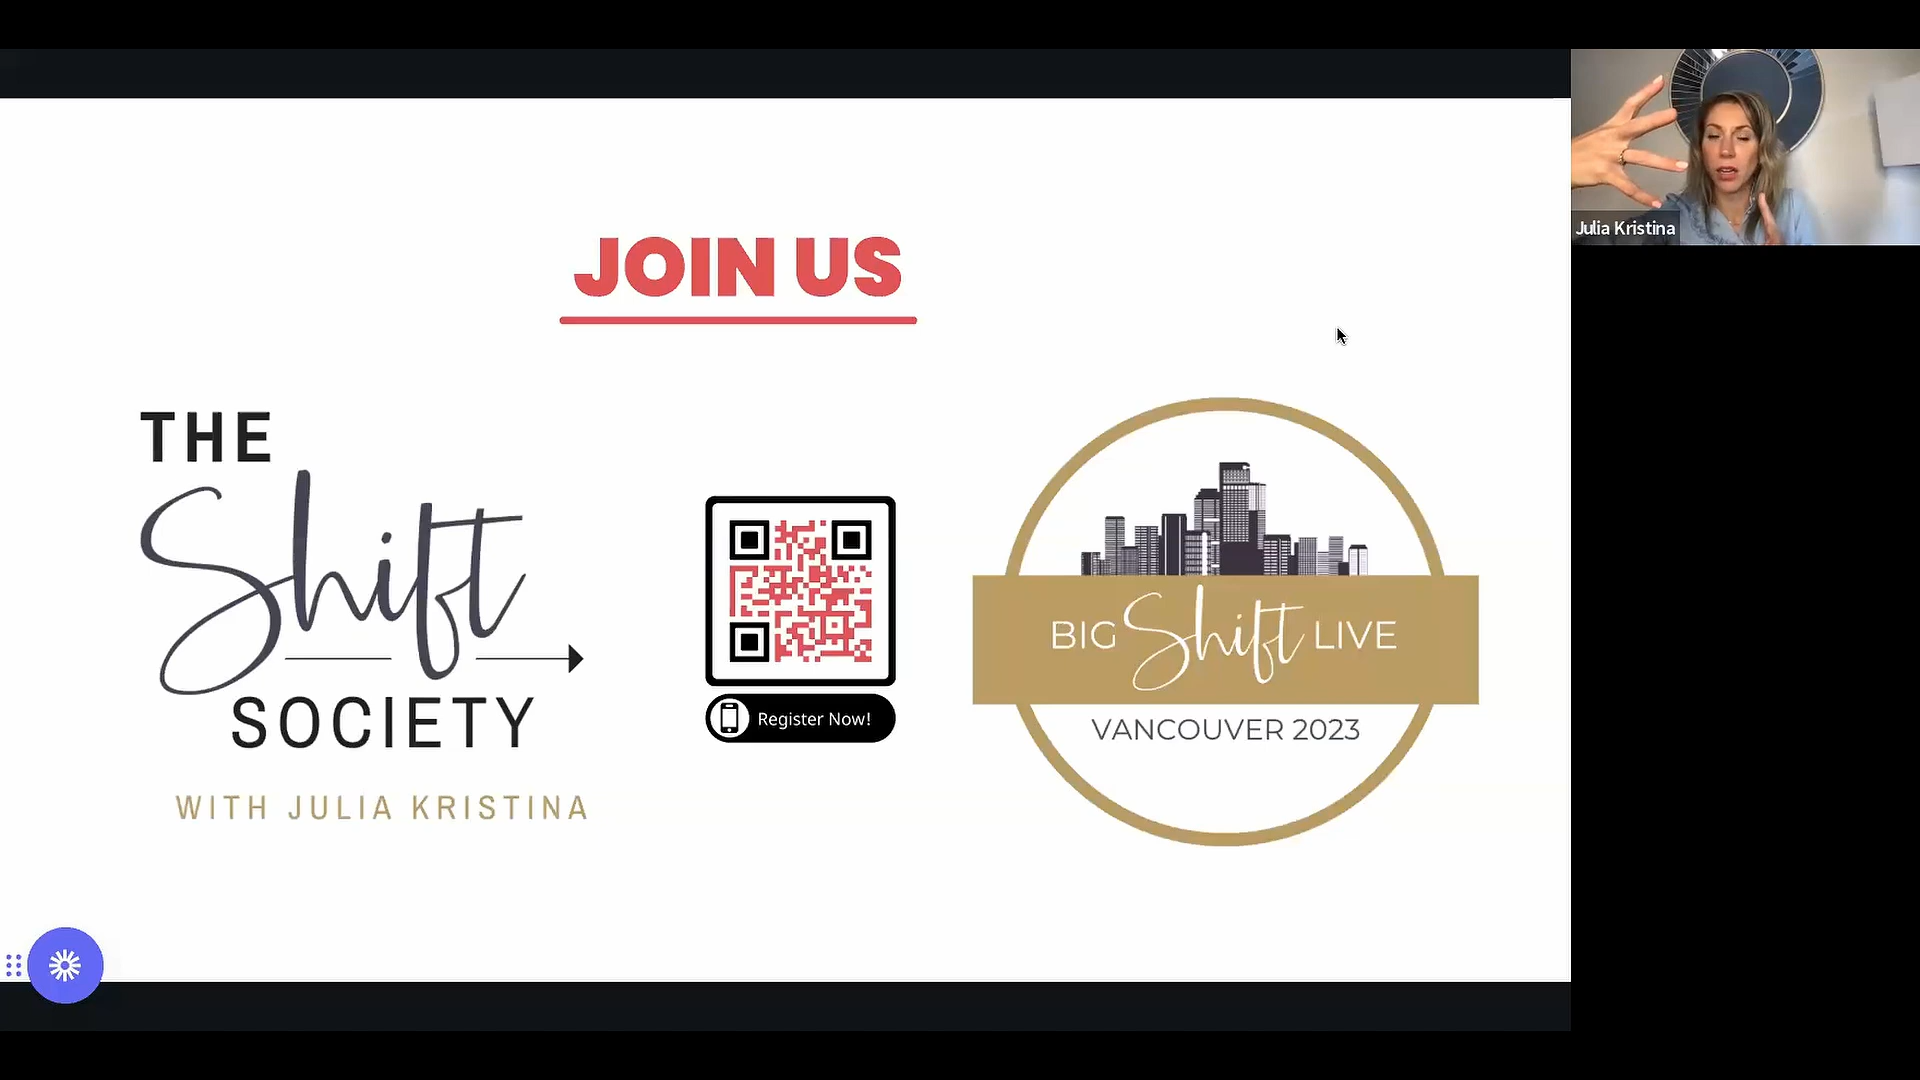 JOIN US
THE
Shift
SOCIETY
WITH JULIA KRISTINA
Register Now!
BIG Shift LIVE
VANCOUVER 2023
Julia Kristina